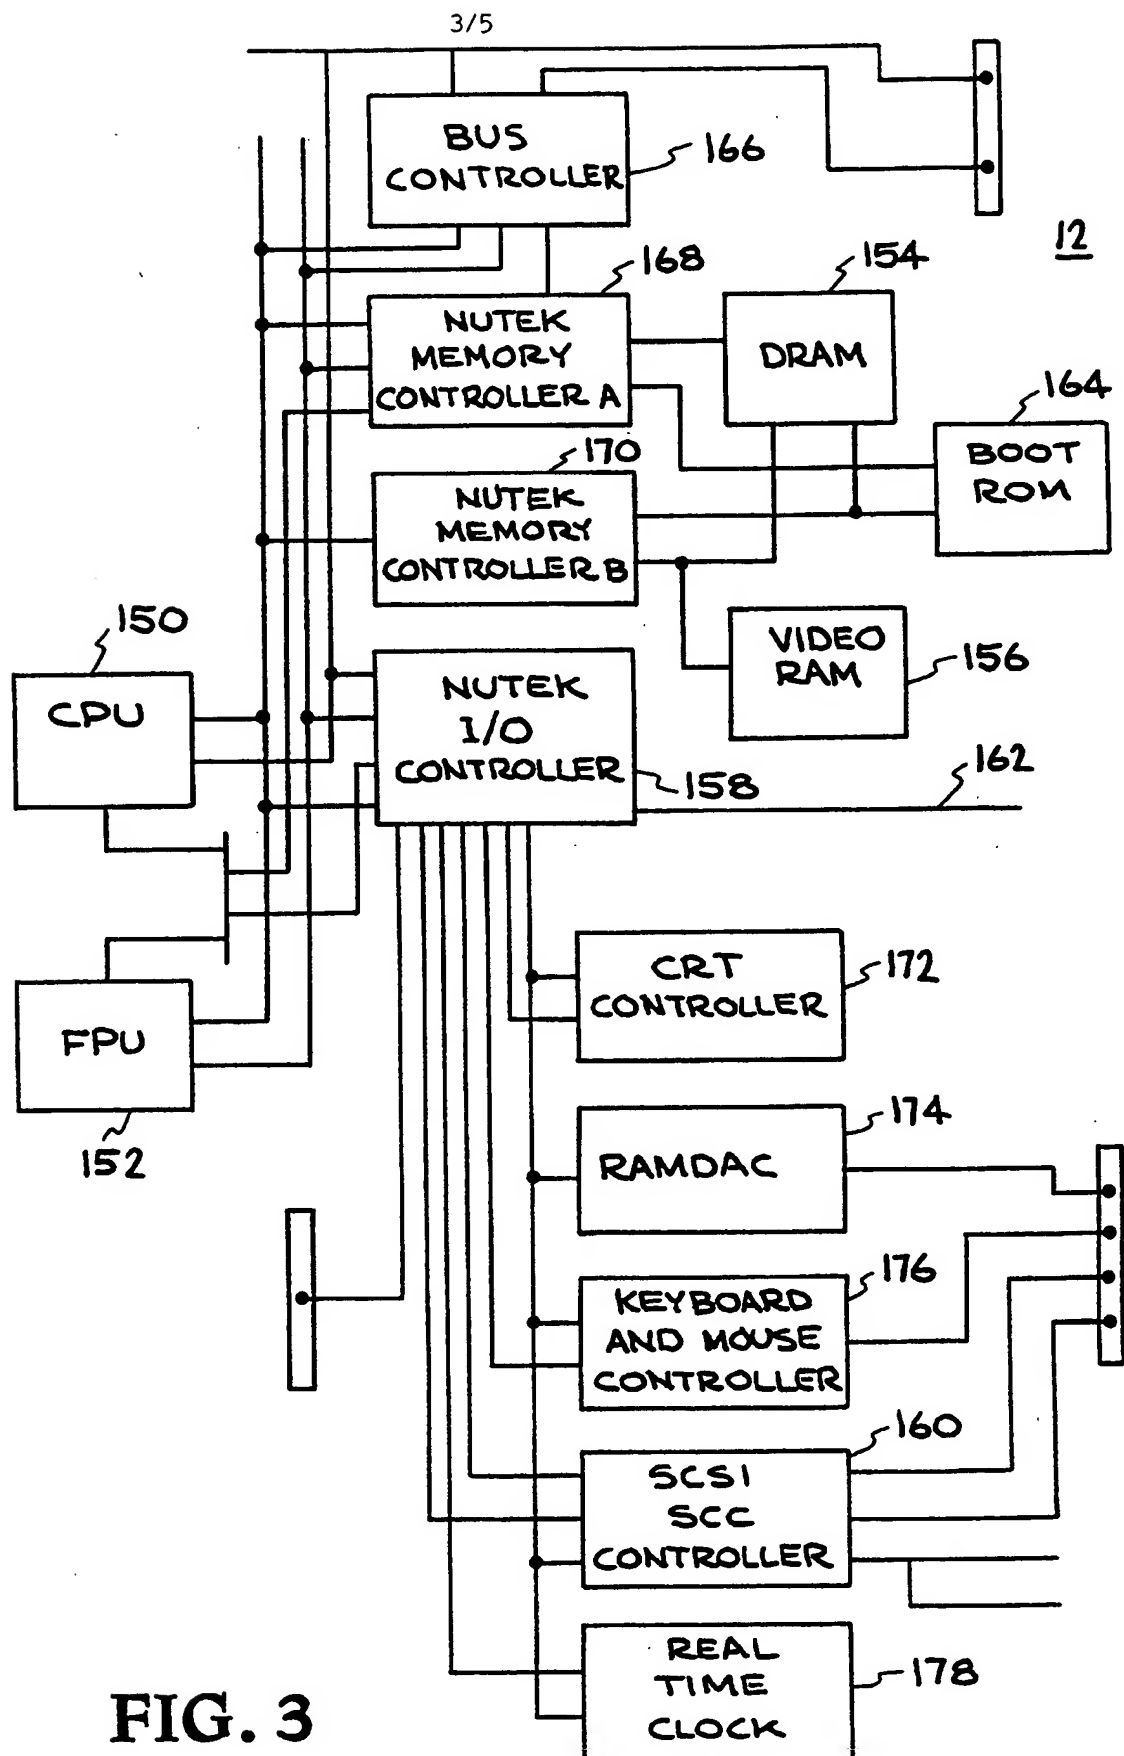 3/5
BUS
CONTROLLER
166
12
168
154
NUTEK
MEMORY
CONTROLLER A
DRAM
164
BOOT
ROM
170
NUTEK
MEMORY
CONTROLLER B
150
VIDEO
RAM
156
CPU
NUTEK
I/O
CONTROLLER
158
162
FPU
152
CRT
CONTROLLER
172
174
RAMDAC
176
KEYBOARD
AND MOUSE
CONTROLLER
160
SCSI
SCC
CONTROLLER
REAL
TIME
CLOCK
178
FIG. 3